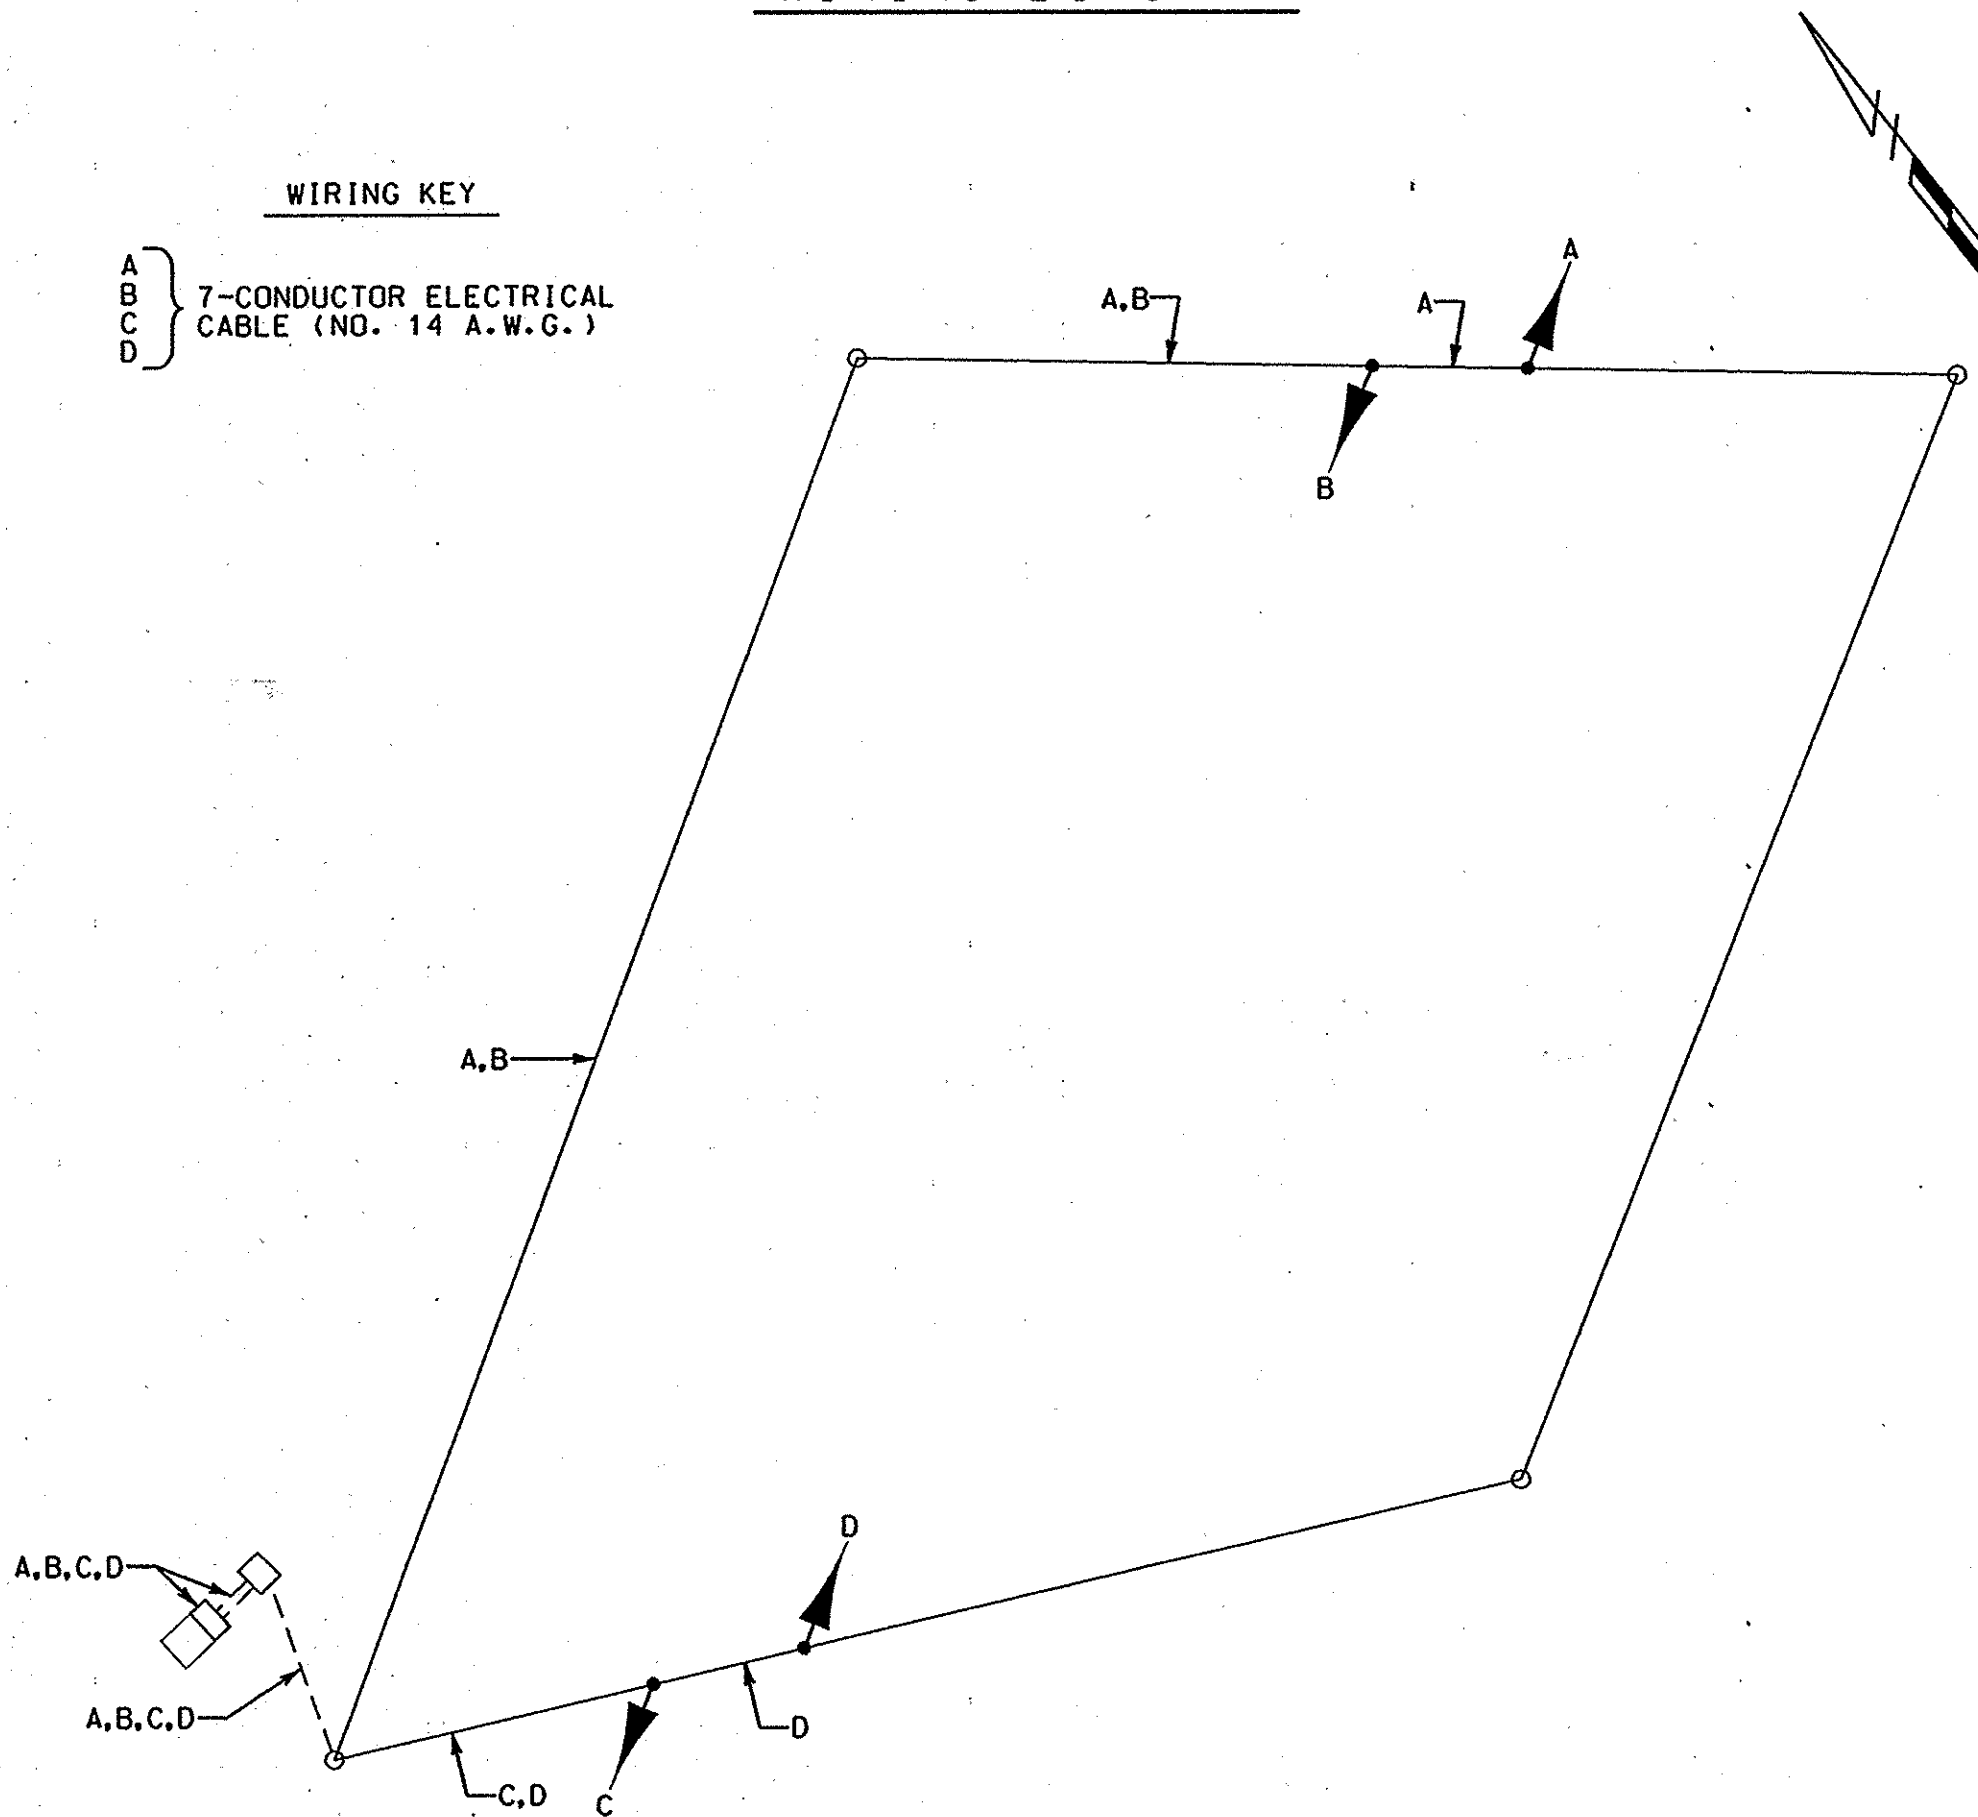 WIRING KEY
A
B
C
D
7-CONDUCTOR ELECTRICAL
CABLE (NO. 14 A.W.G.)
A
A,B
A
B
A,B
D
A,B,C,D
A,B,C,D
D
C,D
C